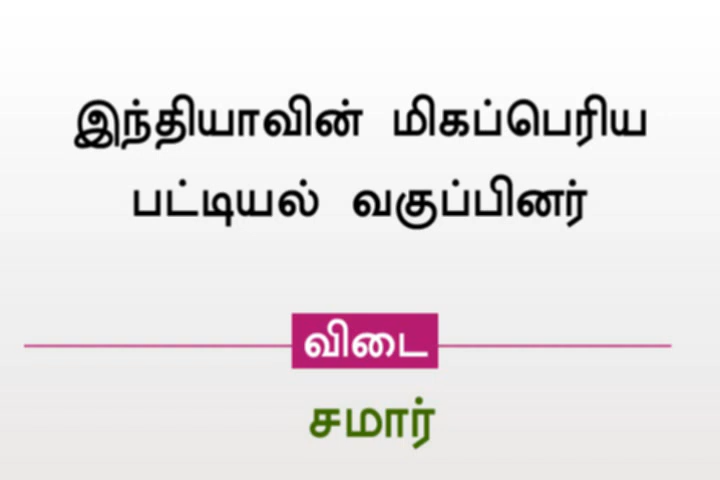 இந்தியாவின் மிகப்பெரிய
பட்டியல் வகுப்பினர்
விடை
சமார்